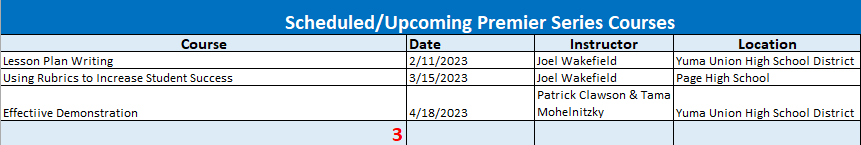 Scheduled/Upcoming Premier Series Courses
Course Date Instructor Location
Lesson Plan Writing 2/11/2023 Joel Wakefield Yuma Union High School District
Using Rubrics to Increase Student Success 3/15/2023 Joel Wakefield Page High School
Patrick Clawson & Tama
Effectiive Demonstration 4/18/2023 Mohelnitzky Yuma Union High School District
3